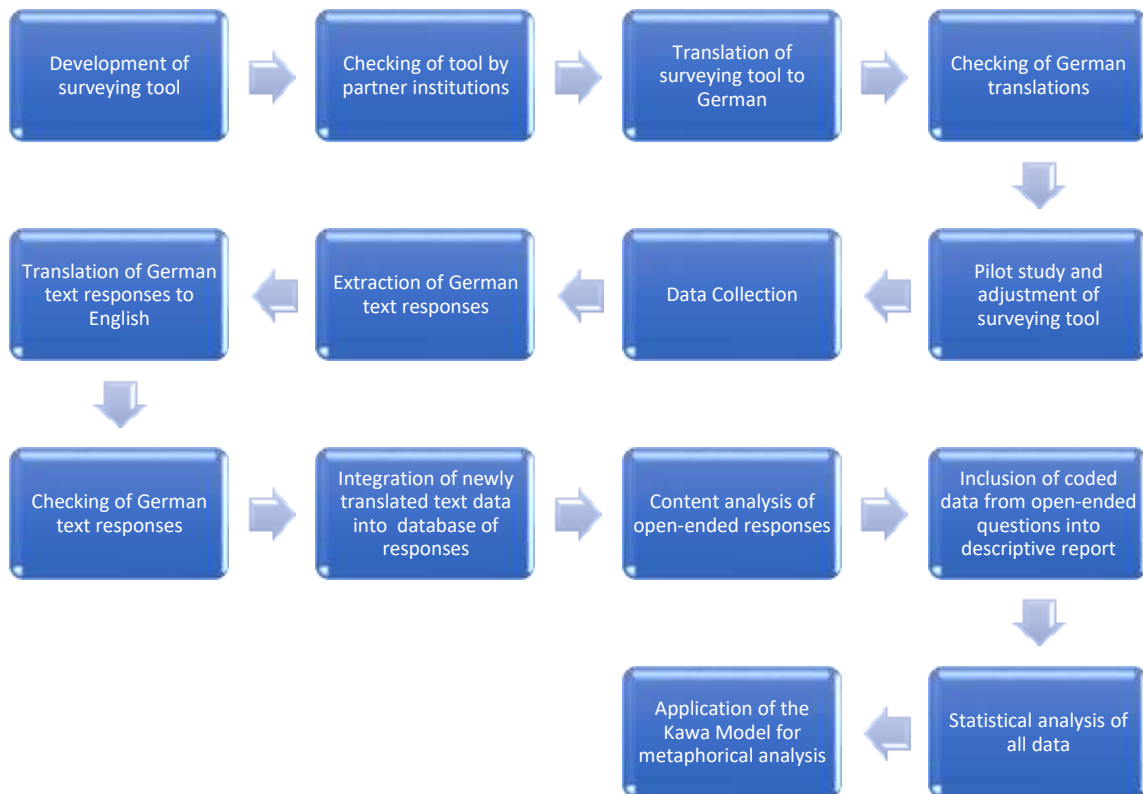 Development of
surveying tool
Checking of tool by
partner institutions
Translation of
surveying tool to
German
Checking of German
translations
Pilot study and
adjustment of
surveying tool
Data Collection
Extraction of German
text responses
Translation of German
text responses to
English
Checking of German
text responses
Integration of newly
translated text data
into database of
responses
Content analysis of
open-ended responses
Inclusion of coded
data from open-ended
questions into
descriptive report
Statistical analysis of
all data
Application of the
Kawa Model for
metaphorical analysis